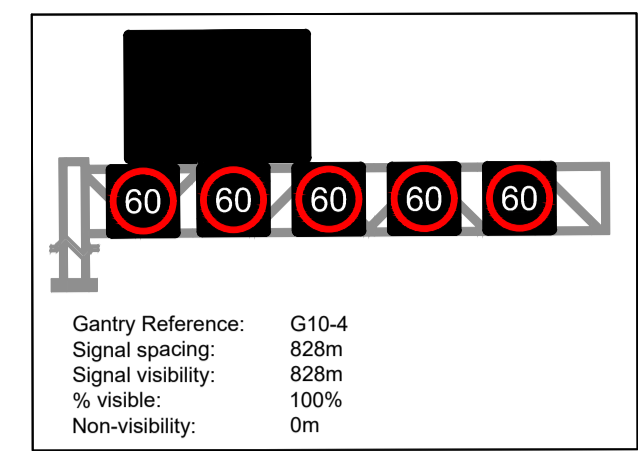 60 60 60 60 60
Gantry Reference: G10-4
Signal spacing: 828m
Signal visibility: 828m
% visible: 100%
Non-visibility: 0m